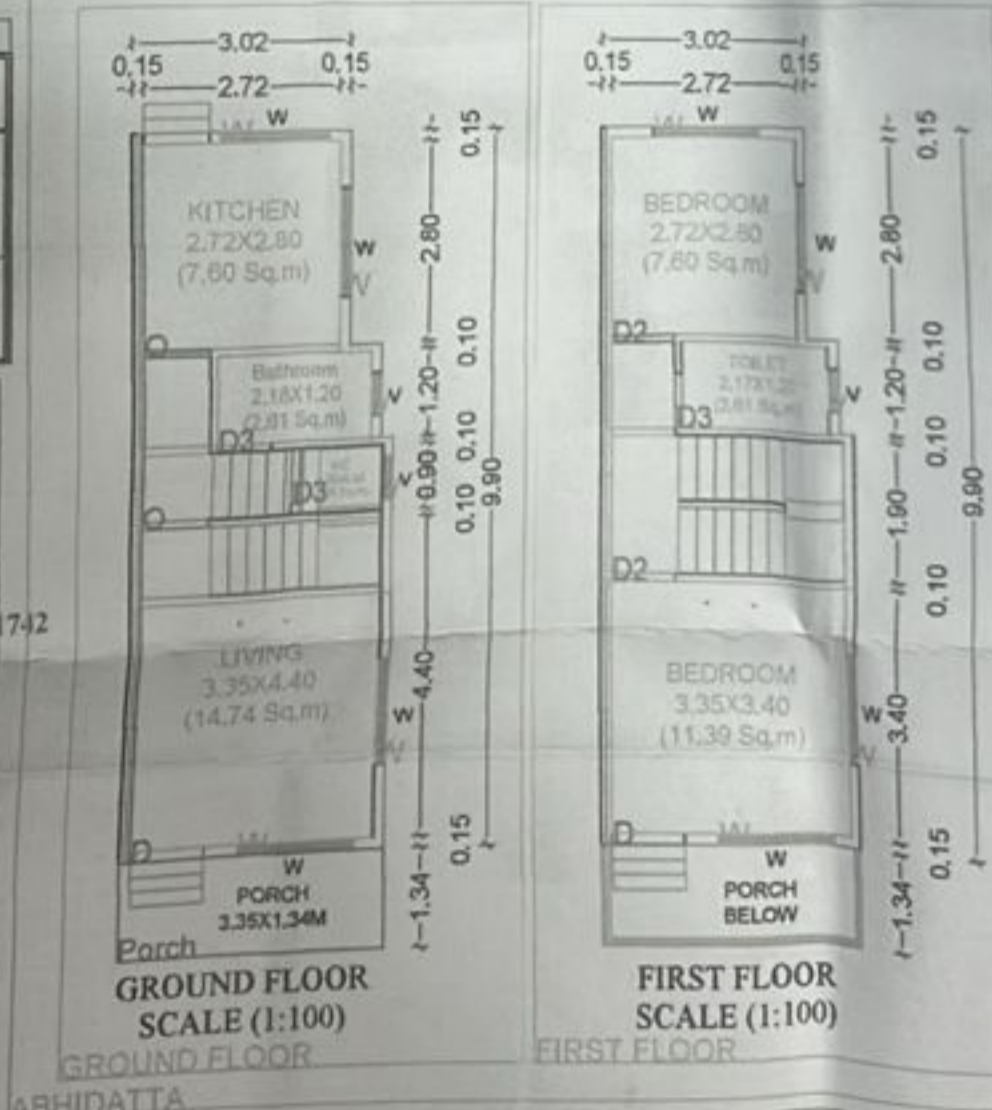 3.02
0.15
0.15
2.72
W
W
KITCHEN
2.72X2.80
(7.60 Sq.m)
W
V
D
Bathroom
2.18X1.20
(2.61 Sq.m)
V
D3
D3
V
D
LIVING
3.35X4.40
(14.74 Sq.m)
W
V
D
W
W
PORCH
3.35X1.34M
Porch
0.15
2.80
0.10
1.20
0.10
0.90
0.10
9.90
4.40
0.15
1.34
GROUND FLOOR
SCALE (1:100)
GROUND FLOOR
3.02
0.15
0.15
2.72
W
W
BEDROOM
2.72X2.80
(7.60 Sq.m)
W
V
D2
TOILET
V
D3
D2
BEDROOM
3.35X3.40
(11.39 Sq.m)
W
V
D
W
W
PORCH
BELOW
0.15
2.80
0.10
1.20
0.10
1.90
9.90
0.10
3.40
0.15
1.34
FIRST FLOOR
SCALE (1:100)
FIRST FLOOR
1742
ABHIDATTA